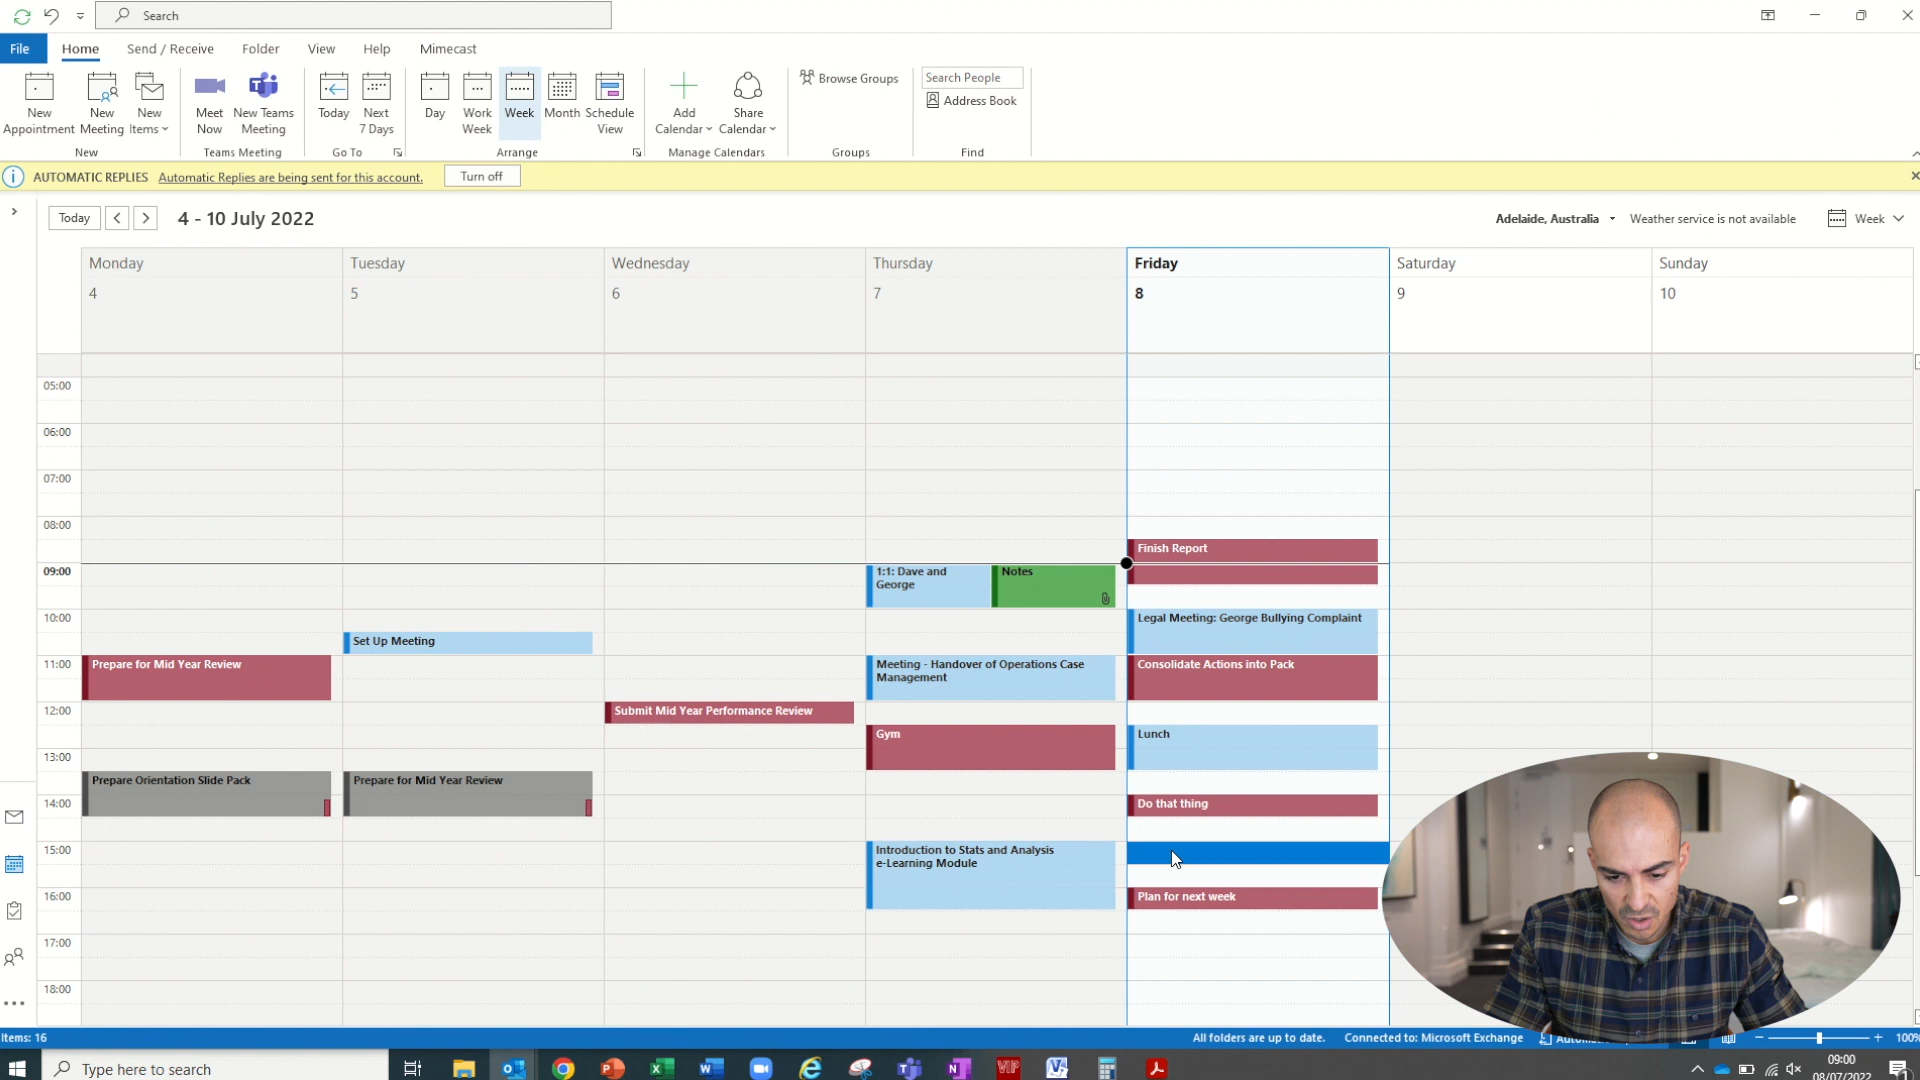 Search
File Home Send / Receive Folder View Help Mimecast
New Appointment
New Meeting
New Items
Meet Now
New Teams Meeting
Today
Next 7 Days
Day
Work Week
Week
Month
Schedule View
Add Calendar
Share Calendar
Browse Groups
Search People
Address Book
New Teams Meeting Go To Arrange Manage Calendars Groups Find
AUTOMATIC REPLIES Automatic Replies are being sent for this account. Turn off
Today 4 - 10 July 2022 Adelaide, Australia Weather service is not available Week
Monday Tuesday Wednesday Thursday Friday Saturday Sunday
4 5 6 7 8 9 10
05:00
06:00
07:00
08:00
Finish Report
09:00
1:1: Dave and
George
Notes
10:00
Legal Meeting: George Bullying Complaint
Set Up Meeting
11:00
Prepare for Mid Year Review
Meeting - Handover of Operations Case
Management
Consolidate Actions into Pack
12:00
Submit Mid Year Performance Review
Gym
Lunch
13:00
Prepare Orientation Slide Pack
Prepare for Mid Year Review
14:00
Do that thing
15:00
Introduction to Stats and Analysis
e-Learning Module
16:00
Plan for next week
17:00
18:00
Items: 16 All folders are up to date. Connected to: Microsoft Exchange 100%
Type here to search
VIP
09:00
08/07/2022